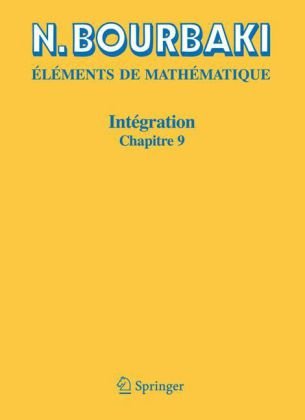 N. BOURBAKI
ÉLÉMENTS DE MATHÉMATIQUE
Intégration
Chapitre 9
Springer